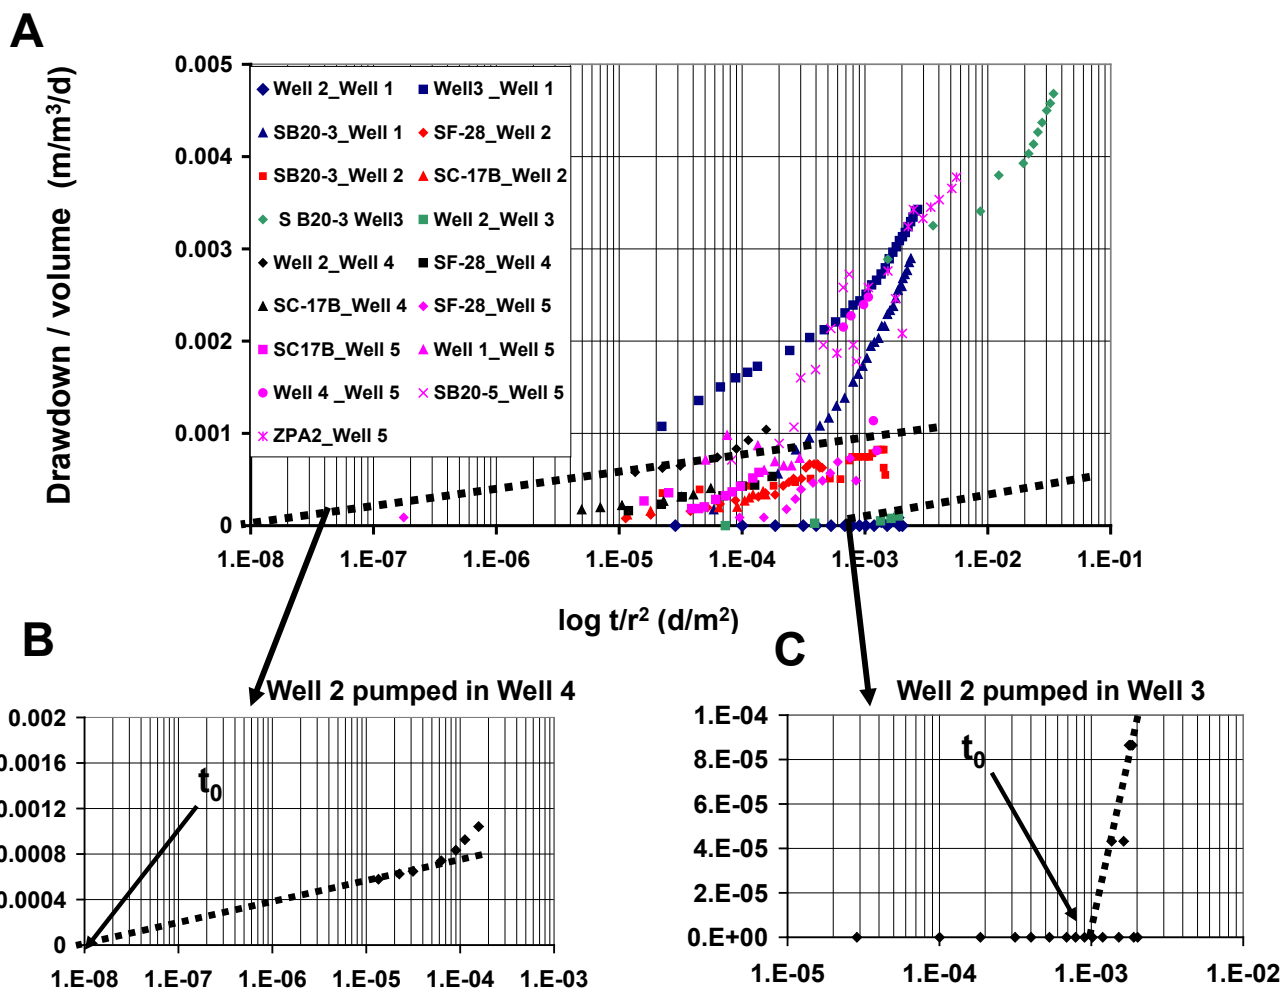 A
Drawdown / volume (m/m³/d)
0.005
0.004
0.003
0.002
0.001
0
Well 2_Well 1
Well3 _Well 1
SB20-3_Well 1
SF-28_Well 2
SB20-3_Well 2
SC-17B_Well 2
S B20-3 Well3
Well 2_Well 3
Well 2_Well 4
SF-28_Well 4
SC-17B_Well 4
SF-28_Well 5
SC17B_Well 5
Well 1_Well 5
Well 4 _Well 5
SB20-5_Well 5
ZPA2_Well 5
1.E-08 1.E-07 1.E-06 1.E-05 1.E-04 1.E-03 1.E-02 1.E-01
log t/r² (d/m²)
B
Well 2 pumped in Well 4
0.002
0.0016
0.0012
0.0008
0.0004
0
t₀
1.E-08 1.E-07 1.E-06 1.E-05 1.E-04 1.E-03
C
Well 2 pumped in Well 3
1.E-04
8.E-05
6.E-05
4.E-05
2.E-05
0.E+00
t₀
1.E-05 1.E-04 1.E-03 1.E-02